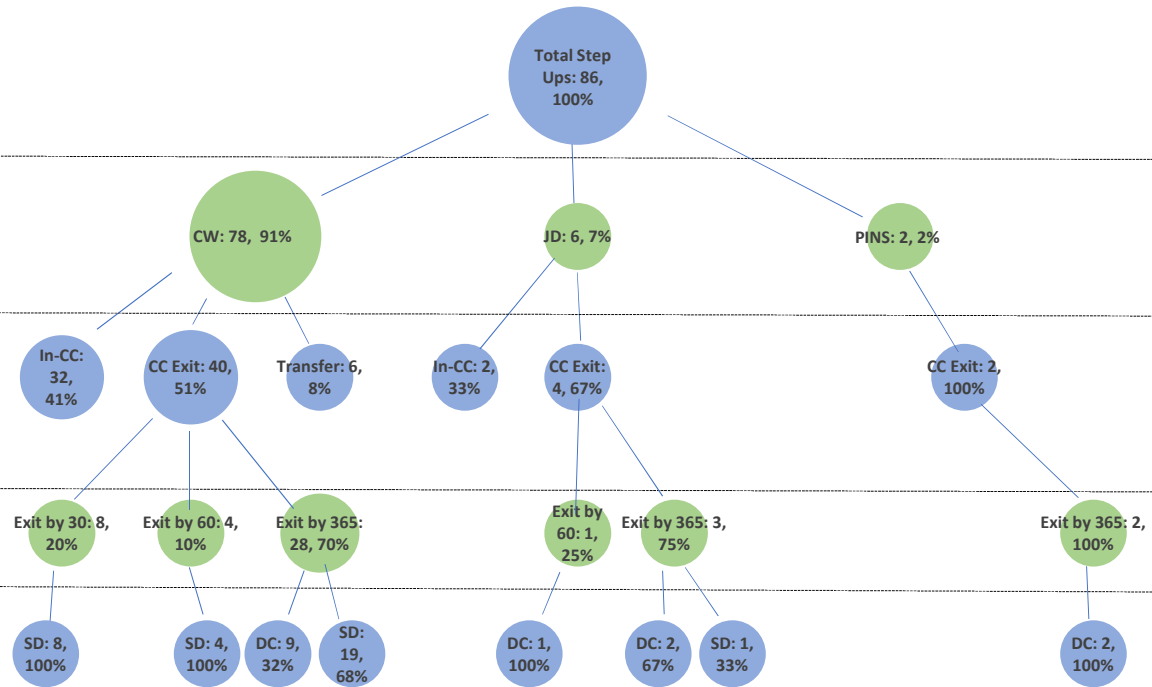 Total Step
Ups: 86,
100%
CW: 78, 91%
JD: 6, 7%
PINS: 2, 2%
In-CC:
32,
41%
CC Exit: 40,
51%
Transfer: 6,
8%
In-CC: 2,
33%
CC Exit:
4, 67%
CC Exit: 2,
100%
Exit by 30: 8,
20%
Exit by 60: 4,
10%
Exit by 365:
28, 70%
Exit by
60: 1,
25%
Exit by 365: 3,
75%
Exit by 365: 2,
100%
SD: 8,
100%
SD: 4,
100%
DC: 9,
32%
SD:
19,
68%
DC: 1,
100%
DC: 2,
67%
SD: 1,
33%
DC: 2,
100%